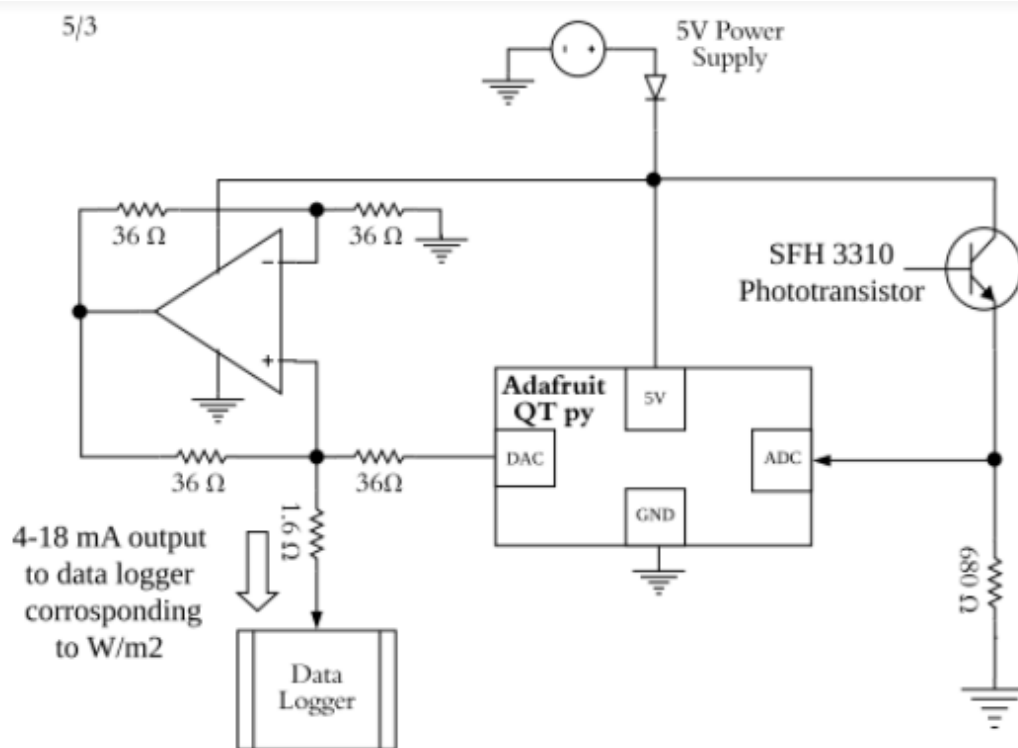 5/3
5V Power
Supply
36 Ω
36 Ω
-
+
SFH 3310
Phototransistor
Adafruit
QT py
5V
DAC
ADC
GND
36 Ω
36Ω
1.6 Ω
680 Ω
4-18 mA output
to data logger
corrosponding
to W/m2
Data
Logger